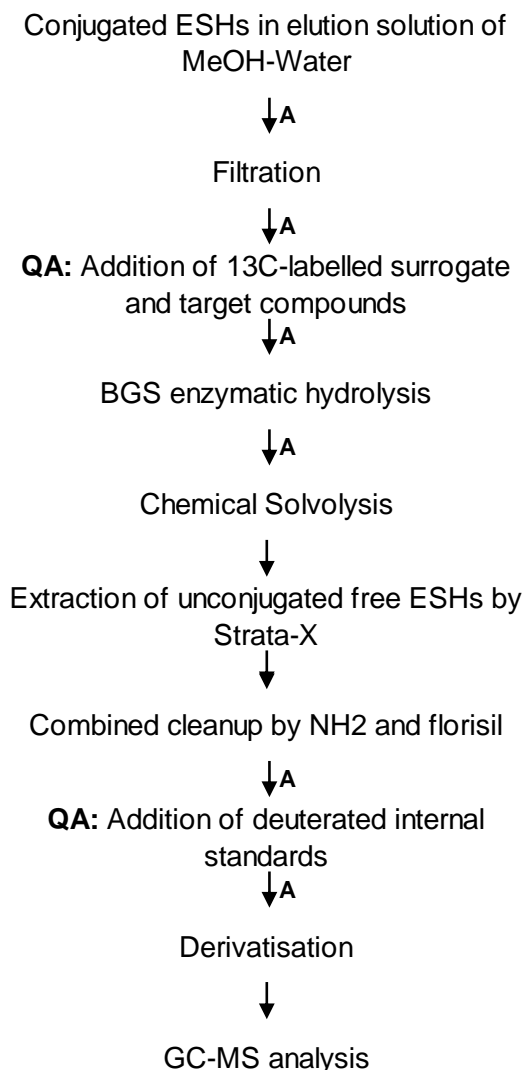 Conjugated ESHs in elution solution of
MeOH-Water
A
Filtration
A
QA: Addition of 13C-labelled surrogate
and target compounds
A
BGS enzymatic hydrolysis
A
Chemical Solvolysis
Extraction of unconjugated free ESHs by
Strata-X
Combined cleanup by NH2 and florisil
A
QA: Addition of deuterated internal
standards
A
Derivatisation
GC-MS analysis